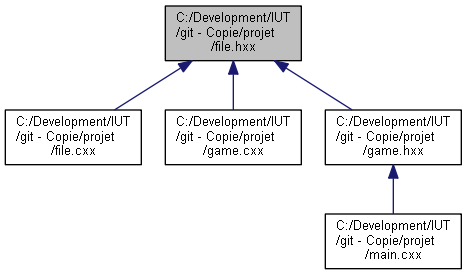 C:/Development/IUT
/git - Copie/projet
/file.hxx
C:/Development/IUT
/git - Copie/projet
/file.cxx
C:/Development/IUT
/git - Copie/projet
/game.cxx
C:/Development/IUT
/git - Copie/projet
/game.hxx
C:/Development/IUT
/git - Copie/projet
/main.cxx